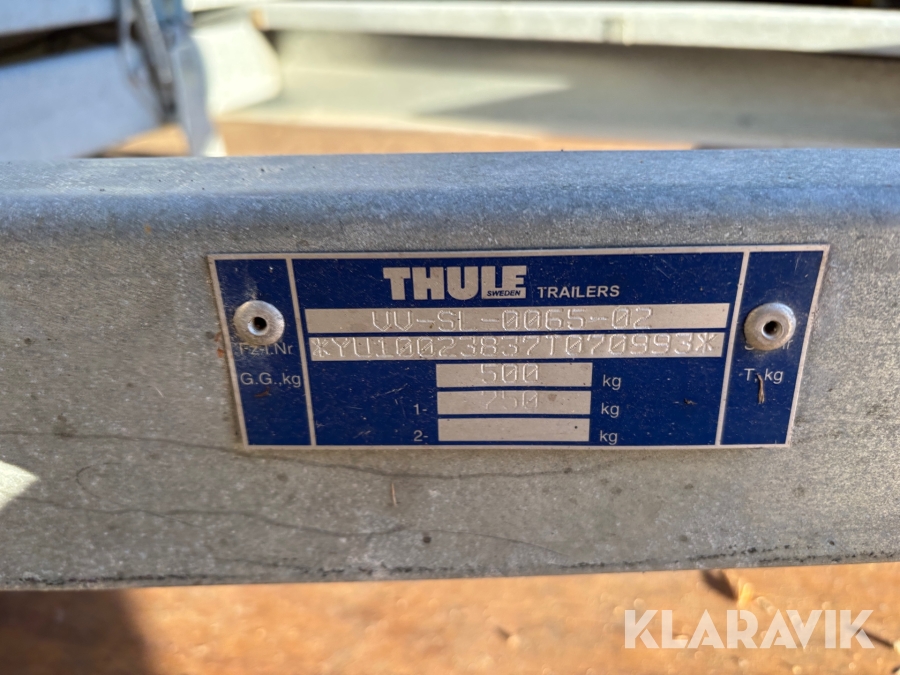 THULE
SWEDEN TRAILERS
VV-SL-0065-02
Fz-I.Nr. *YU10023837T070993*
500 kg
G.G.,kg T,kg
1- 750 kg
2- kg
KLARAVIK